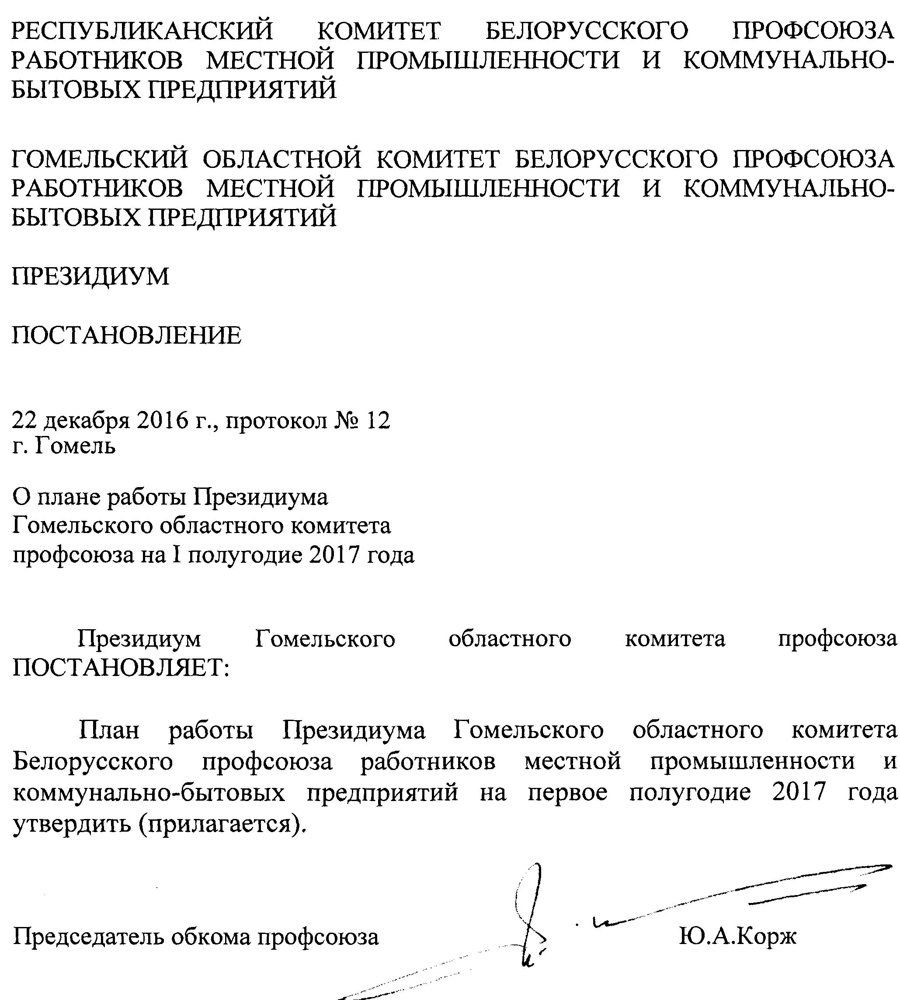 РЕСПУБЛИКАНСКИЙ КОМИТЕТ БЕЛОРУССКОГО ПРОФСОЮЗА
РАБОТНИКОВ МЕСТНОЙ ПРОМЫШЛЕННОСТИ И КОММУНАЛЬНО-
БЫТОВЫХ ПРЕДПРИЯТИЙ
ГОМЕЛЬСКИЙ ОБЛАСТНОЙ КОМИТЕТ БЕЛОРУССКОГО ПРОФСОЮЗА
РАБОТНИКОВ МЕСТНОЙ ПРОМЫШЛЕННОСТИ И КОММУНАЛЬНО-
БЫТОВЫХ ПРЕДПРИЯТИЙ
ПРЕЗИДИУМ
ПОСТАНОВЛЕНИЕ
22 декабря 2016 г., протокол № 12
г. Гомель
О плане работы Президиума
Гомельского областного комитета
профсоюза на I полугодие 2017 года
Президиум Гомельского областного комитета профсоюза
ПОСТАНОВЛЯЕТ:
План работы Президиума Гомельского областного комитета
Белорусского профсоюза работников местной промышленности и
коммунально-бытовых предприятий на первое полугодие 2017 года
утвердить (прилагается).
Председатель обкома профсоюза Ю.А.Корж